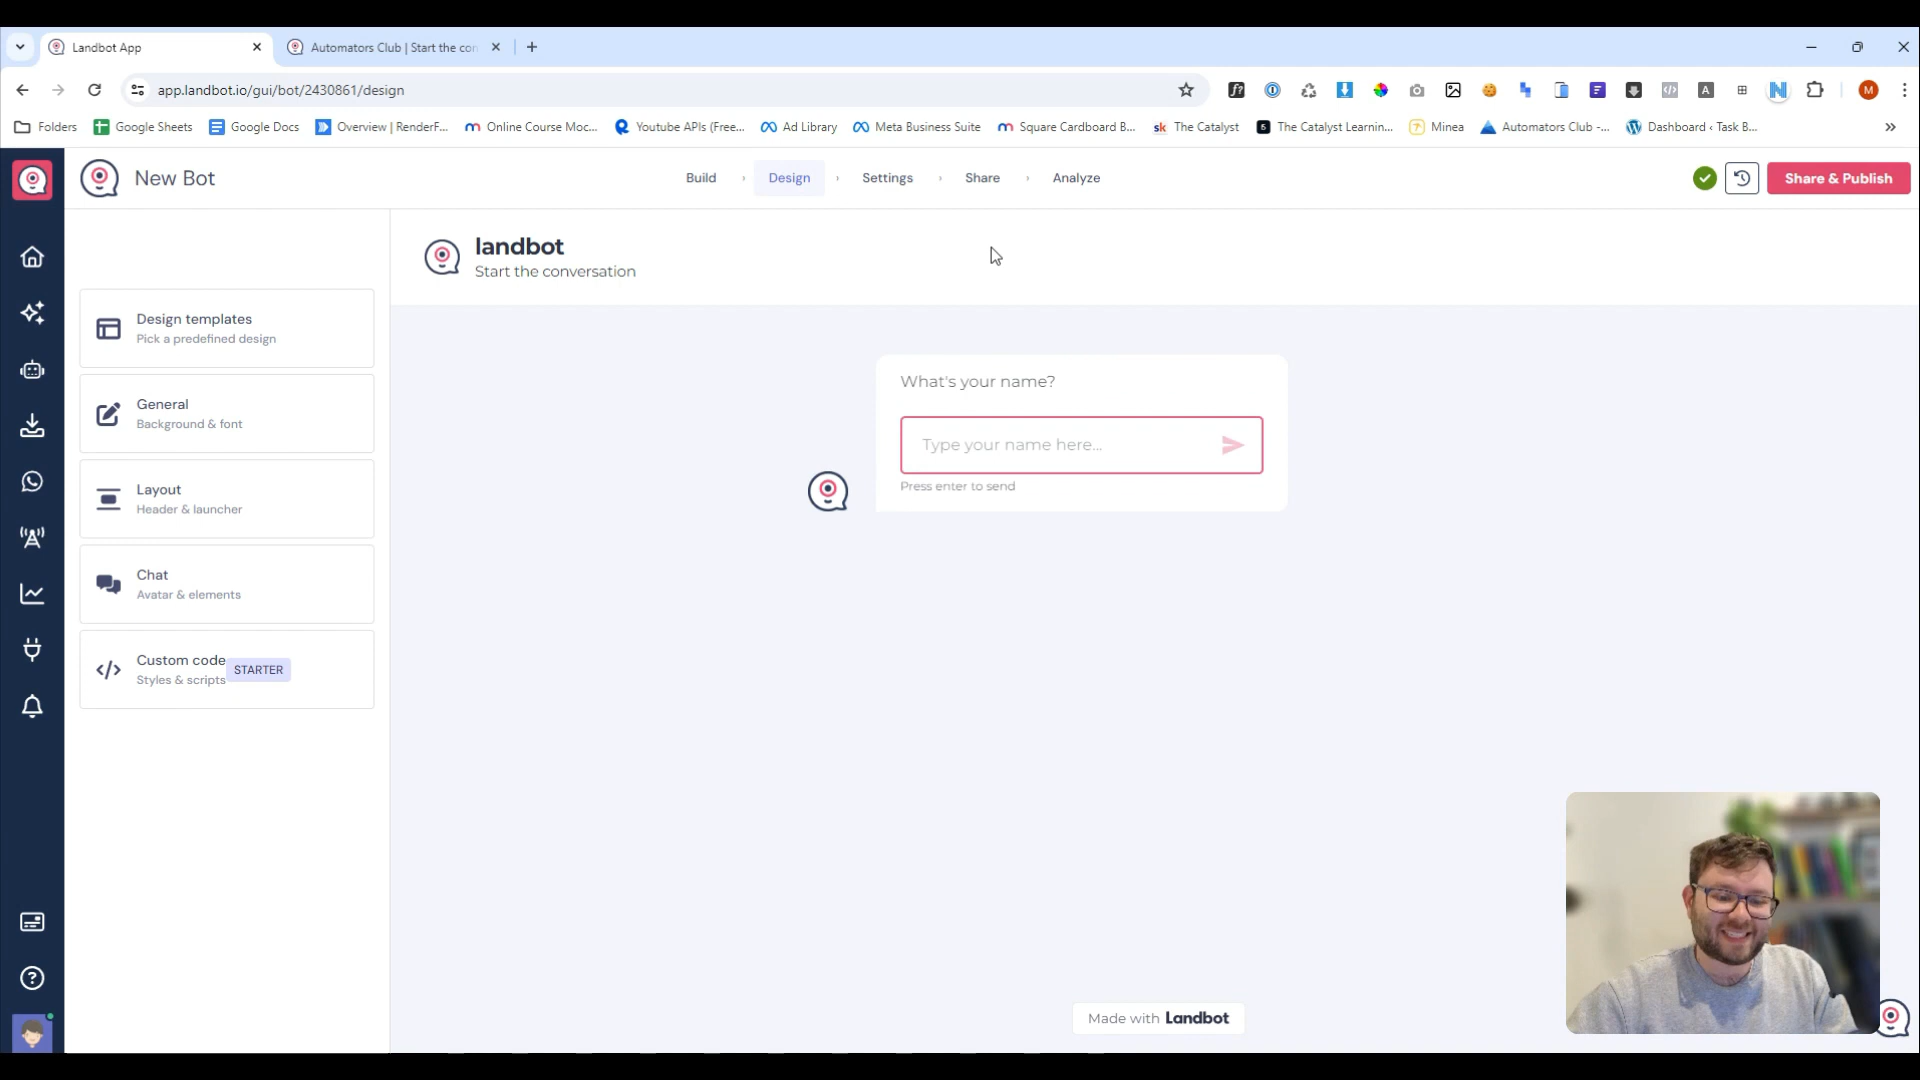 Landbot App
Automators Club | Start the con
app.landbot.io/gui/bot/2430861/design
M
Folders
Google Sheets
Google Docs
Overview | RenderF...
Online Course Moc...
Youtube APIs (Free...
Ad Library
Meta Business Suite
Square Cardboard B...
sk
The Catalyst
The Catalyst Learnin...
Minea
Automators Club -...
Dashboard ‹ Task B...
New Bot
Build
Design
Settings
Share
Analyze
Share & Publish
landbot
Start the conversation
Design templates
Pick a predefined design
General
Background & font
Layout
Header & launcher
Chat
Avatar & elements
Custom code
Styles & scripts
STARTER
What's your name?
Type your name here...
Press enter to send
Made with Landbot